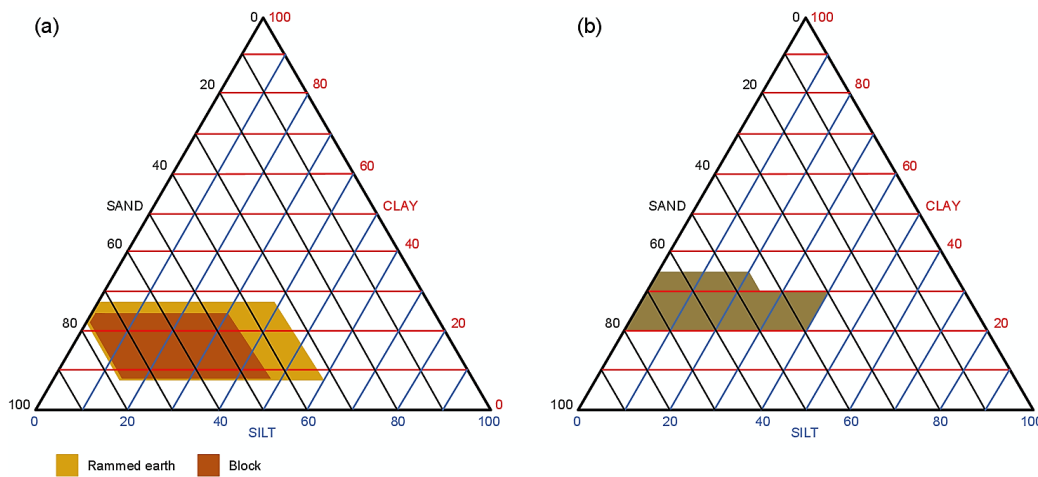 (a)
0 100
20 80
40 60
SAND CLAY
60 40
80 20
100 0
0 20 40 60 80 100
SILT
Rammed earth Block
(b)
0 100
20 80
40 60
SAND CLAY
60 40
80 20
100 0
0 20 40 60 80 100
SILT